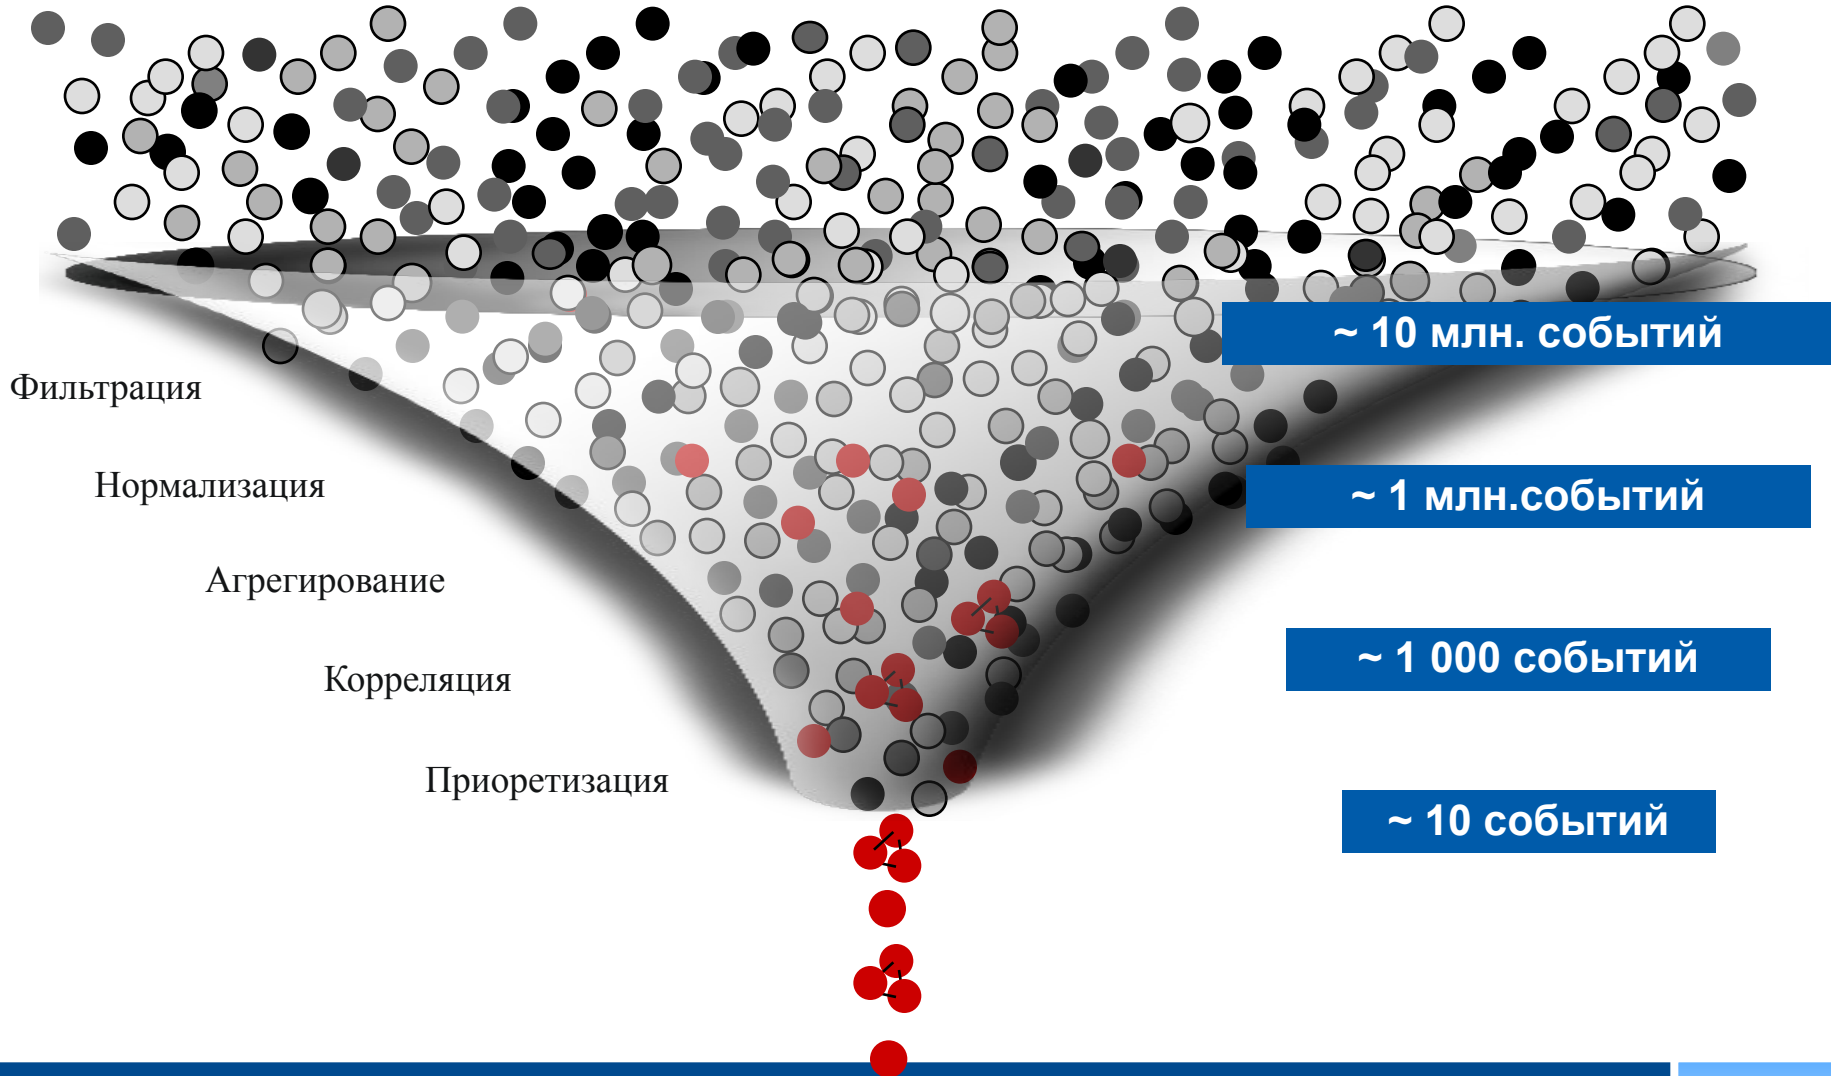 ~ 10 млн. событий
Фильтрация
Нормализация
~ 1 млн.событий
Агрегирование
~ 1 000 событий
Корреляция
Приоретизация
~ 10 событий